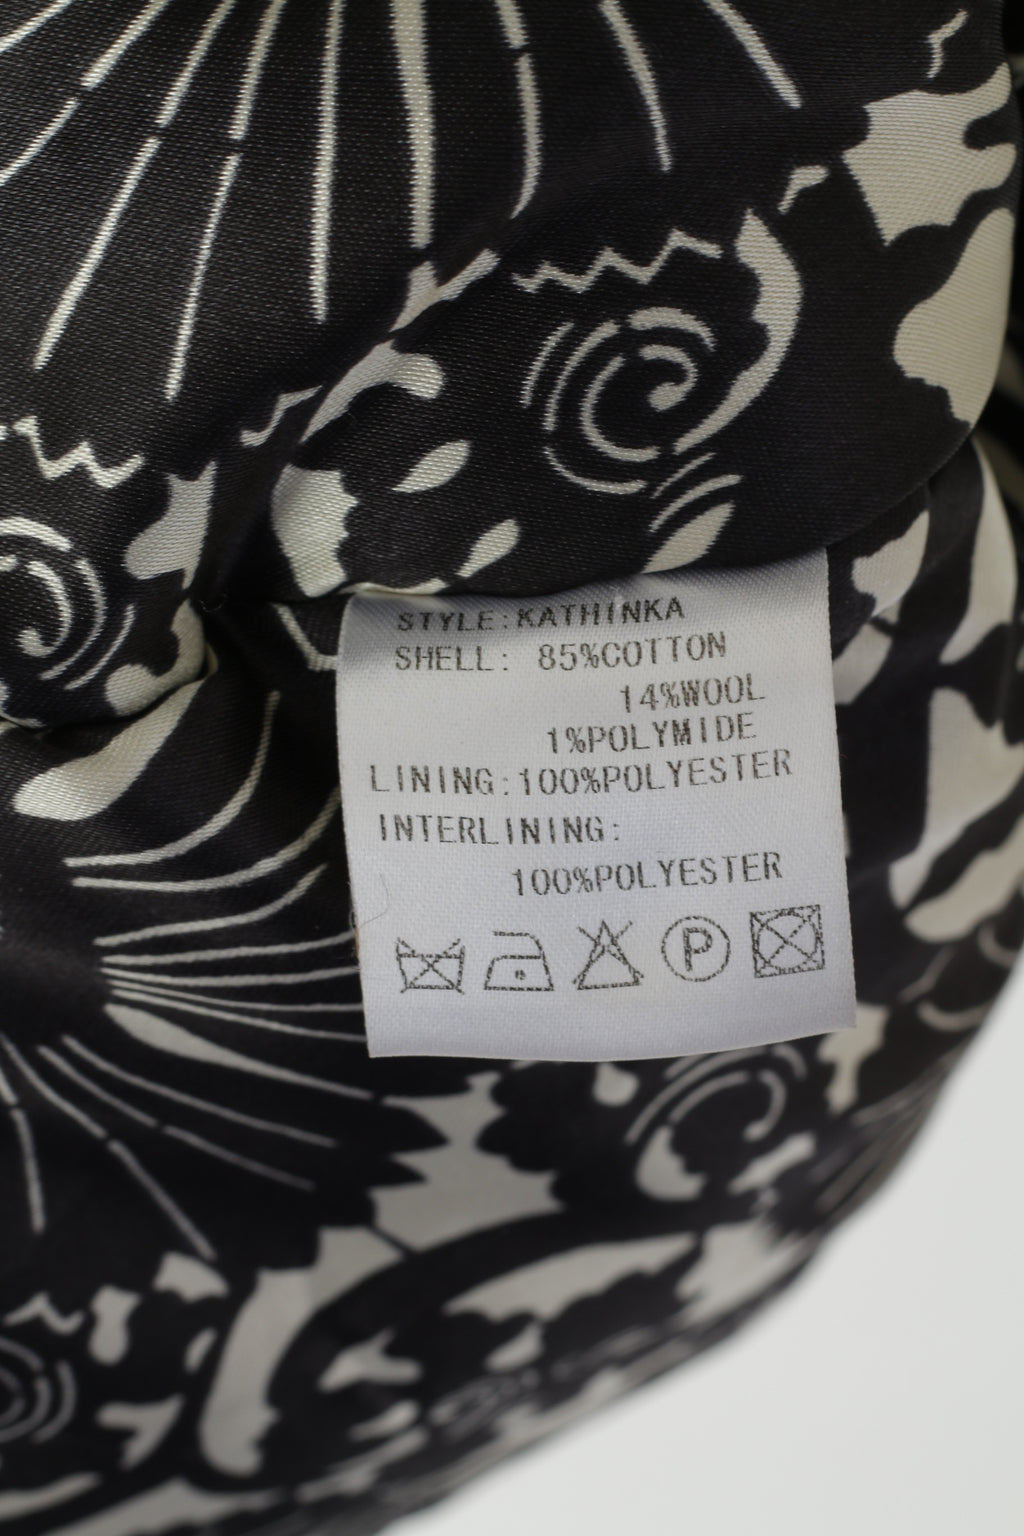 STYLE:KATHINKA
SHELL: 85%COTTON
14%WOOL
1%POLYMIDE
LINING:100%POLYESTER
INTERLINING:
100%POLYESTER
P